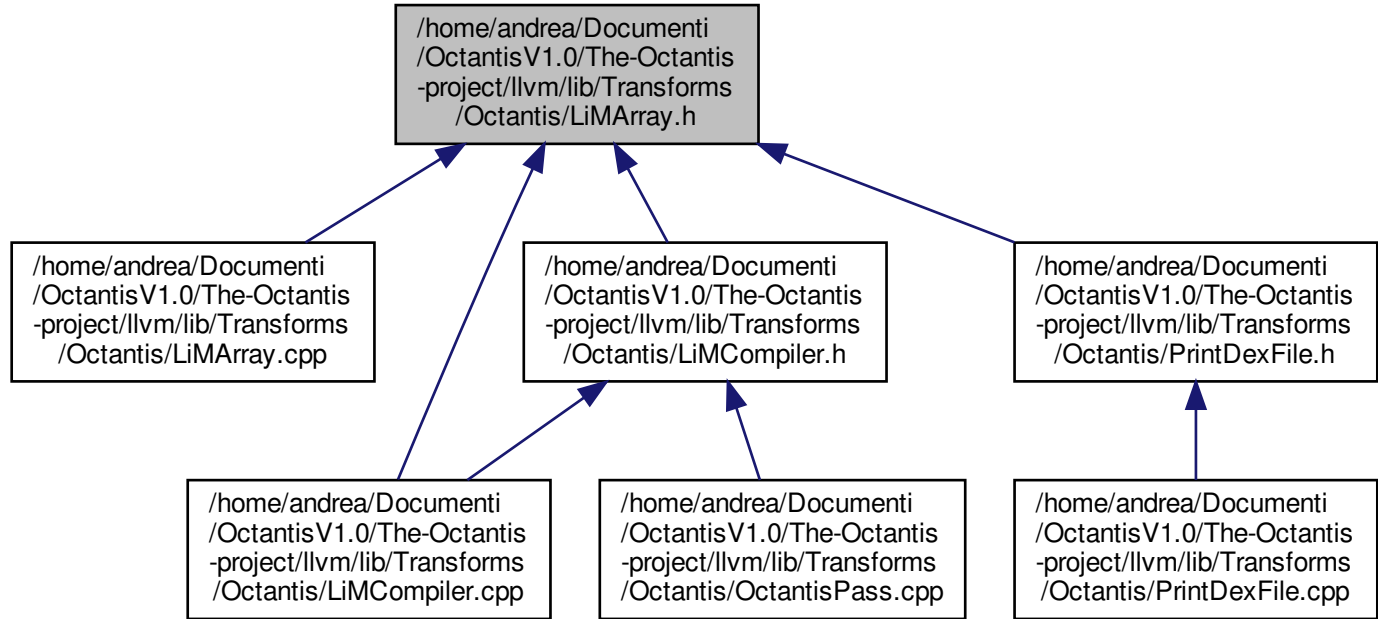 /home/andrea/Documenti
/OctantisV1.0/The-Octantis
-project/llvm/lib/Transforms
/Octantis/LiMArray.h
/home/andrea/Documenti
/OctantisV1.0/The-Octantis
-project/llvm/lib/Transforms
/Octantis/LiMArray.cpp
/home/andrea/Documenti
/OctantisV1.0/The-Octantis
-project/llvm/lib/Transforms
/Octantis/LiMCompiler.h
/home/andrea/Documenti
/OctantisV1.0/The-Octantis
-project/llvm/lib/Transforms
/Octantis/PrintDexFile.h
/home/andrea/Documenti
/OctantisV1.0/The-Octantis
-project/llvm/lib/Transforms
/Octantis/LiMCompiler.cpp
/home/andrea/Documenti
/OctantisV1.0/The-Octantis
-project/llvm/lib/Transforms
/Octantis/OctantisPass.cpp
/home/andrea/Documenti
/OctantisV1.0/The-Octantis
-project/llvm/lib/Transforms
/Octantis/PrintDexFile.cpp